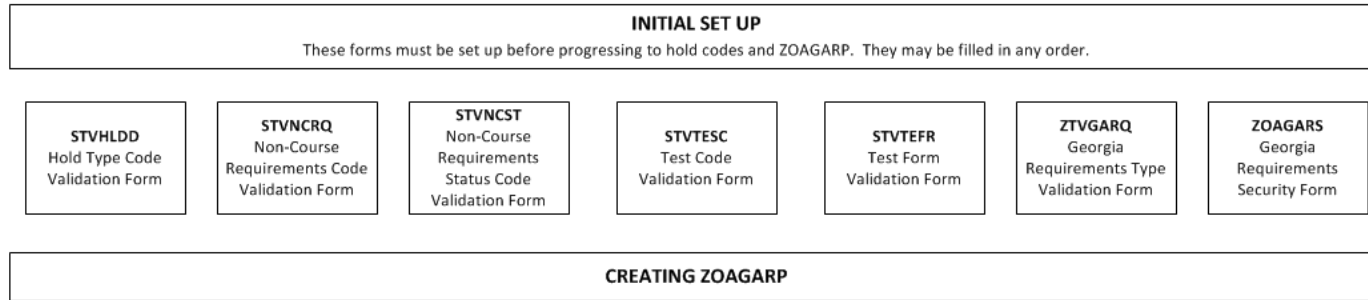 INITIAL SET UP
These forms must be set up before progressing to hold codes and ZOAGARP.  They may be filled in any order.
STVHLDD
Hold Type Code
Validation Form
STVNCRQ
Non-Course
Requirements Code
Validation Form
STVNCST
Non-Course
Requirements
Status Code
Validation Form
STVTESC
Test Code
Validation Form
STVTEFR
Test Form
Validation Form
ZTVGARQ
Georgia
Requirements Type
Validation Form
ZOAGARS
Georgia
Requirements
Security Form
CREATING ZOAGARP